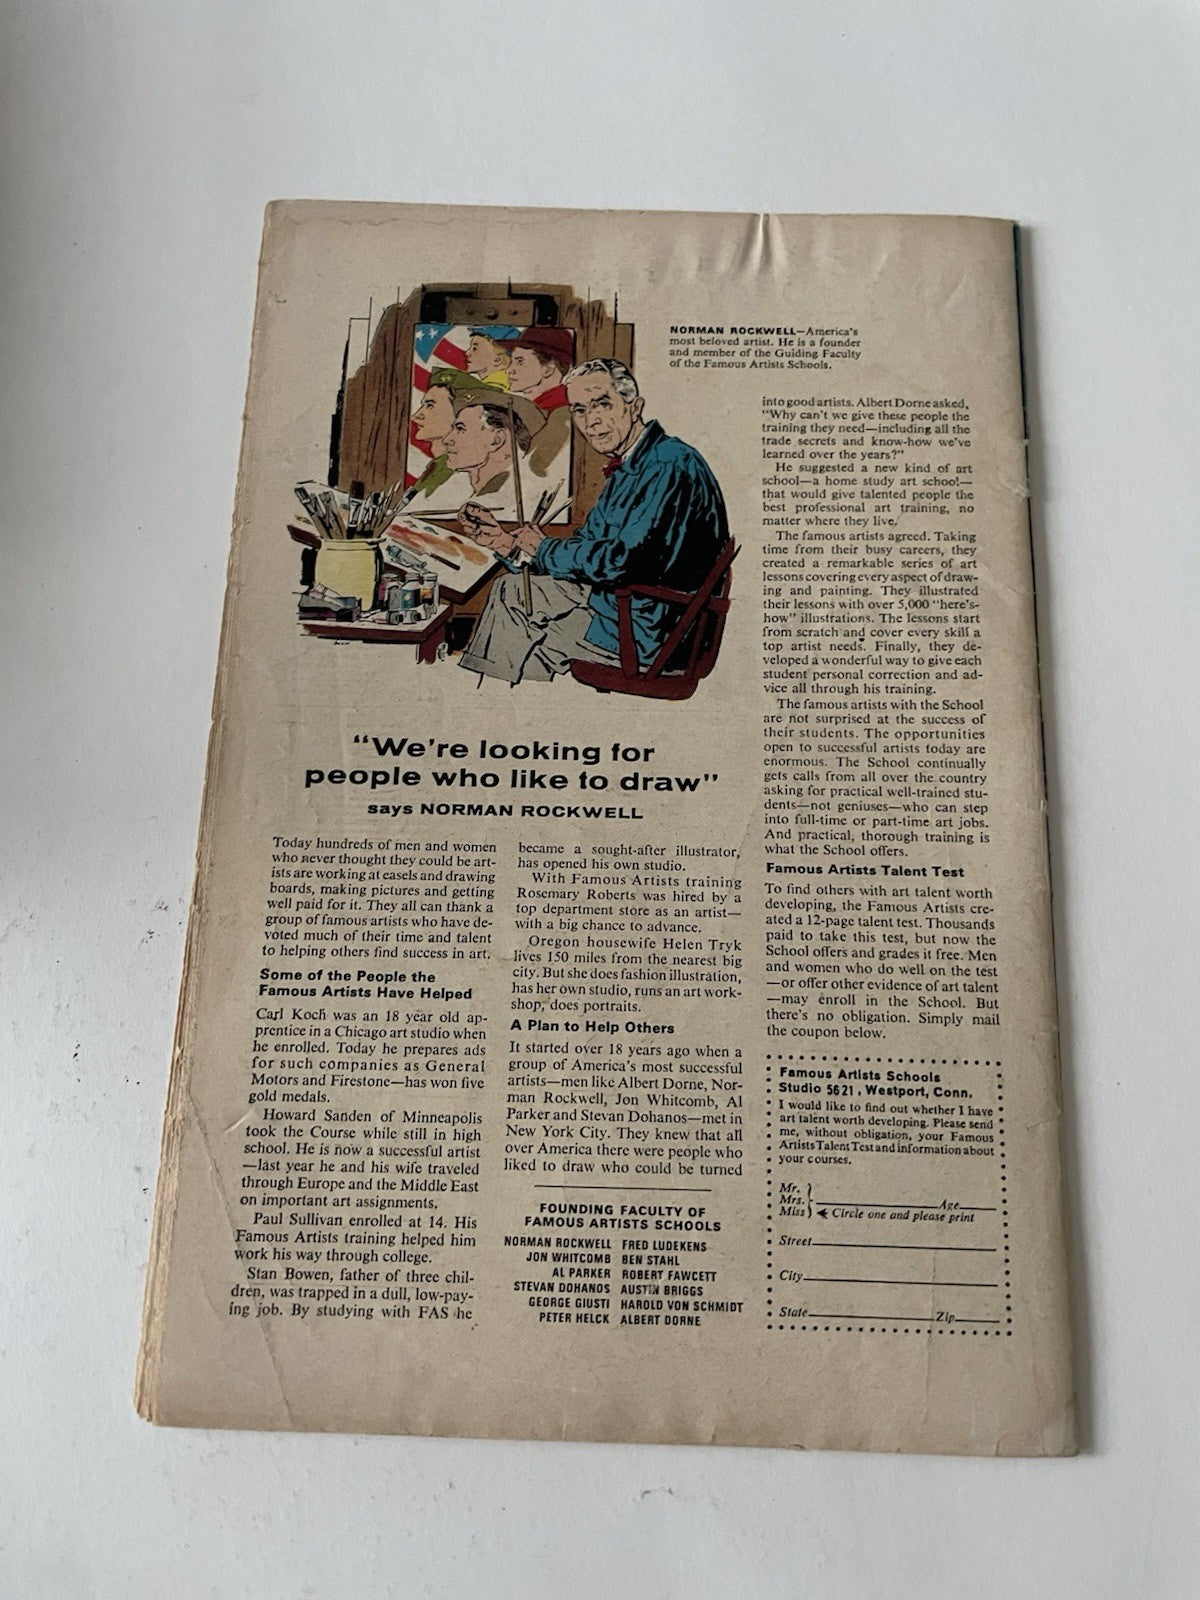 NORMAN ROCKWELL—America's
most beloved artist. He is a founder
and member of the Guiding Faculty
of the Famous Artists Schools.
"We're looking for
people who like to draw"
says NORMAN ROCKWELL
Today hundreds of men and women
who never thought they could be art-
ists are working at easels and drawing
boards, making pictures and getting
well paid for it. They all can thank a
group of famous artists who have de-
voted much of their time and talent
to helping others find success in art.
Some of the People the
Famous Artists Have Helped
Carl Koch was an 18 year old ap-
prentice in a Chicago art studio when
he enrolled. Today he prepares ads
for such companies as General
Motors and Firestone—has won five
gold medals.
Howard Sanden of Minneapolis
took the Course while still in high
school. He is now a successful artist
—last year he and his wife traveled
through Europe and the Middle East
on important art assignments.
Paul Sullivan enrolled at 14. His
Famous Artists training helped him
work his way through college.
Stan Bowen, father of three chil-
dren, was trapped in a dull, low-pay-
ing job. By studying with FAS he
became a sought-after illustrator,
has opened his own studio.
With Famous Artists training
Rosemary Roberts was hired by a
top department store as an artist—
with a big chance to advance.
Oregon housewife Helen Tryk
lives 150 miles from the nearest big
city. But she does fashion illustration,
has her own studio, runs an art work-
shop, does portraits.
A Plan to Help Others
It started over 18 years ago when a
group of America's most successful
artists—men like Albert Dorne, Nor-
man Rockwell, Jon Whitcomb, Al
Parker and Stevan Dohanos—met in
New York City. They knew that all
over America there were people who
liked to draw who could be turned
FOUNDING FACULTY OF
FAMOUS ARTISTS SCHOOLS
NORMAN ROCKWELL FRED LUDEKENS
JON WHITCOMB BEN STAHL
AL PARKER ROBERT FAWCETT
STEVAN DOHANOS AUSTIN BRIGGS
GEORGE GIUSTI HAROLD VON SCHMIDT
PETER HELCK ALBERT DORNE
into good artists. Albert Dorne asked,
"Why can't we give these people the
training they need—including all the
trade secrets and know-how we've
learned over the years?"
He suggested a new kind of art
school—a home study art school—
that would give talented people the
best professional art training, no
matter where they live.
The famous artists agreed. Taking
time from their busy careers, they
created a remarkable series of art
lessons covering every aspect of draw-
ing and painting. They illustrated
their lessons with over 5,000 "here's-
how" illustrations. The lessons start
from scratch and cover every skill a
top artist needs. Finally, they de-
veloped a wonderful way to give each
student personal correction and ad-
vice all through his training.
The famous artists with the School
are not surprised at the success of
their students. The opportunities
open to successful artists today are
enormous. The School continually
gets calls from all over the country
asking for practical well-trained stu-
dents—not geniuses—who can step
into full-time or part-time art jobs.
And practical, thorough training is
what the School offers.
Famous Artists Talent Test
To find others with art talent worth
developing, the Famous Artists cre-
ated a 12-page talent test. Thousands
paid to take this test, but now the
School offers and grades it free. Men
and women who do well on the test
—or offer other evidence of art talent
—may enroll in the School. But
there's no obligation. Simply mail
the coupon below.
Famous Artists Schools
Studio 5621, Westport, Conn.
I would like to find out whether I have
art talent worth developing. Please send
me, without obligation, your Famous
Artists Talent Test and information about
your courses.
Mr.
Mrs. Age
Miss Circle one and please print
Street
City
State Zip